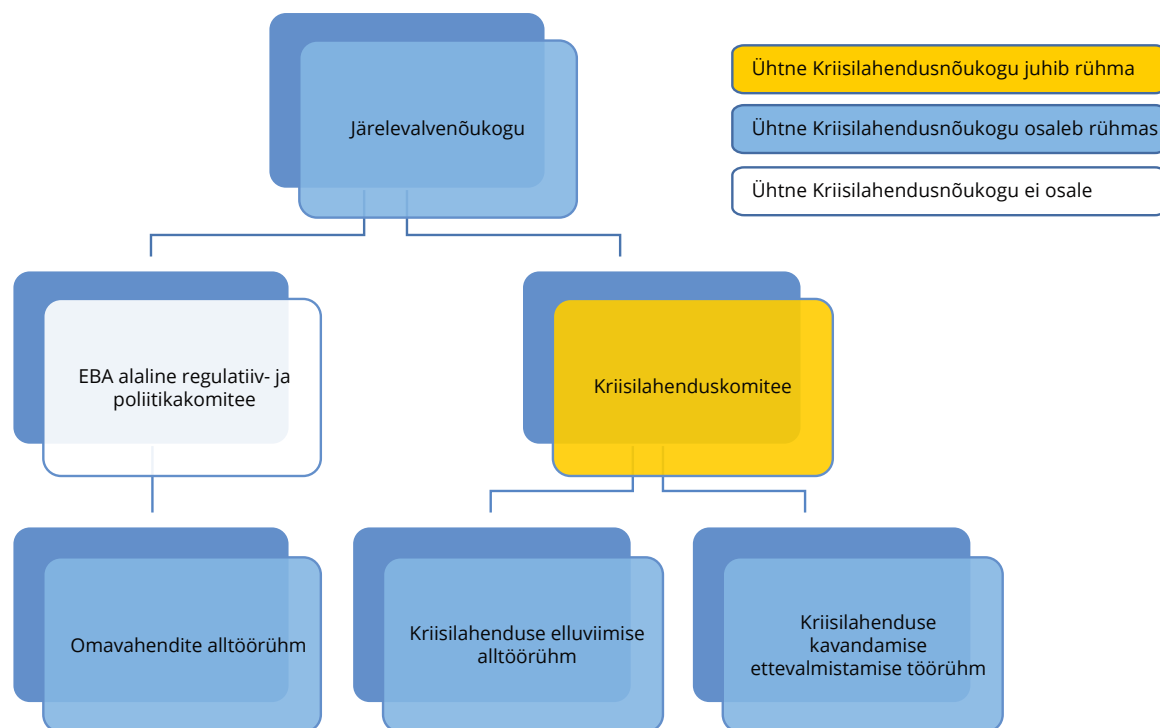 Järelevalvenõukogu
Ühtne Kriisilahendusnõukogu juhib rühma
Ühtne Kriisilahendusnõukogu osaleb rühmas
Ühtne Kriisilahendusnõukogu ei osale
EBA alaline regulatiiv- ja
poliitikakomitee
Kriisilahenduskomitee
Omavahendite alltöörühm
Kriisilahenduse elluviimise
alltöörühm
Kriisilahenduse
kavandamise
ettevalmistamise töörühm